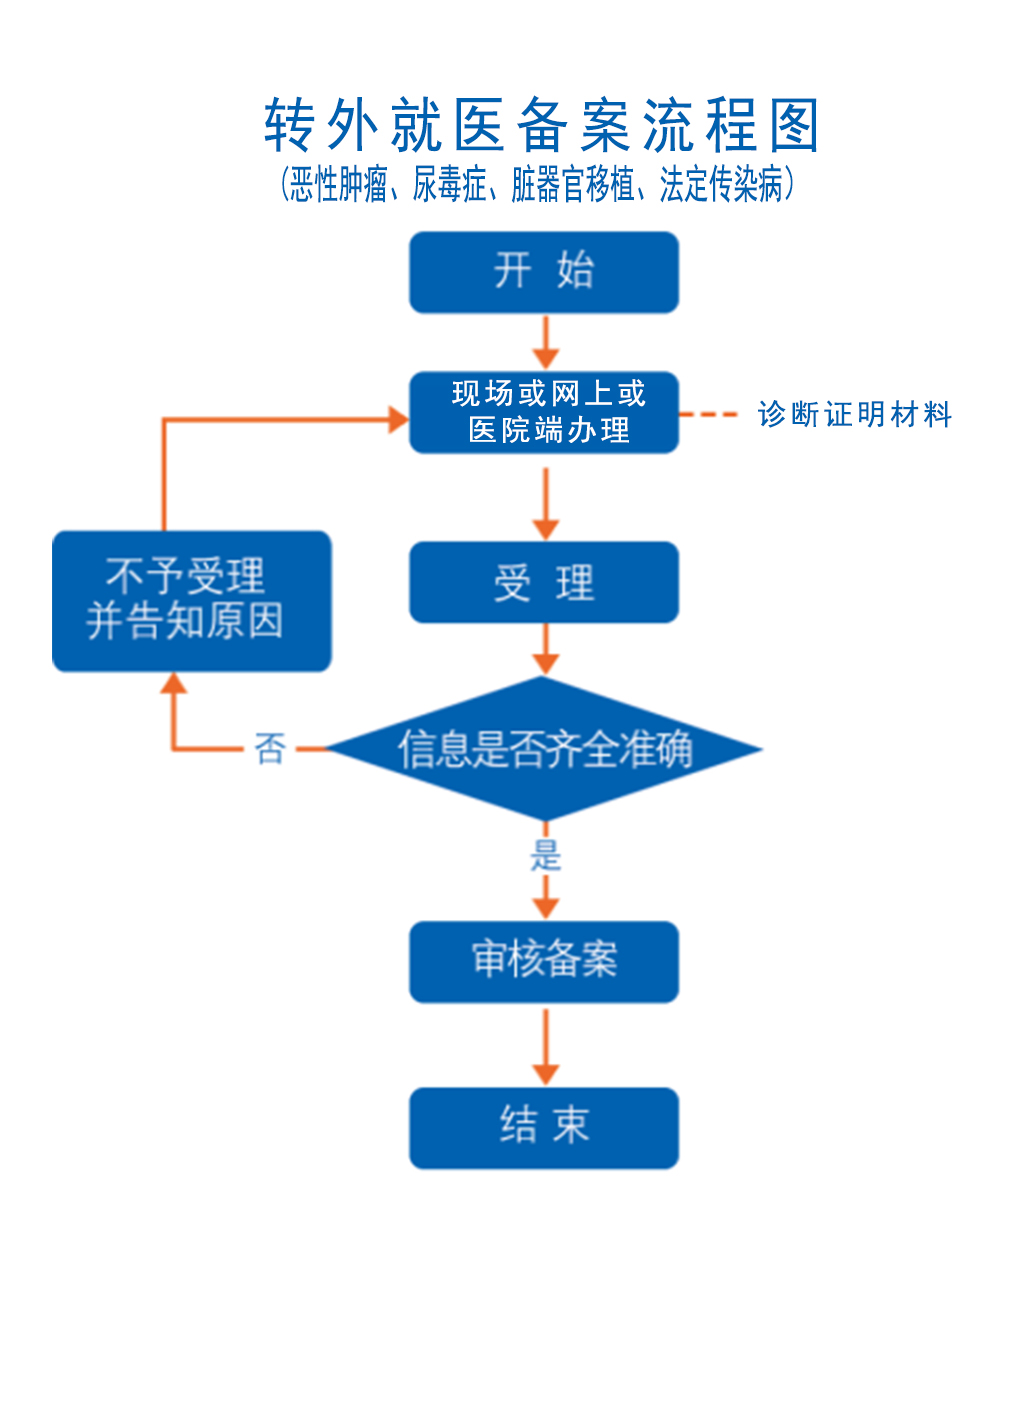 转外就医备案流程图
（恶性肿瘤、尿毒症、脏器官移植、法定传染病）
开 始
现场或网上或
医院端办理
诊断证明材料
不予受理
并告知原因
受 理
信息是否齐全准确
否
是
审核备案
结 束